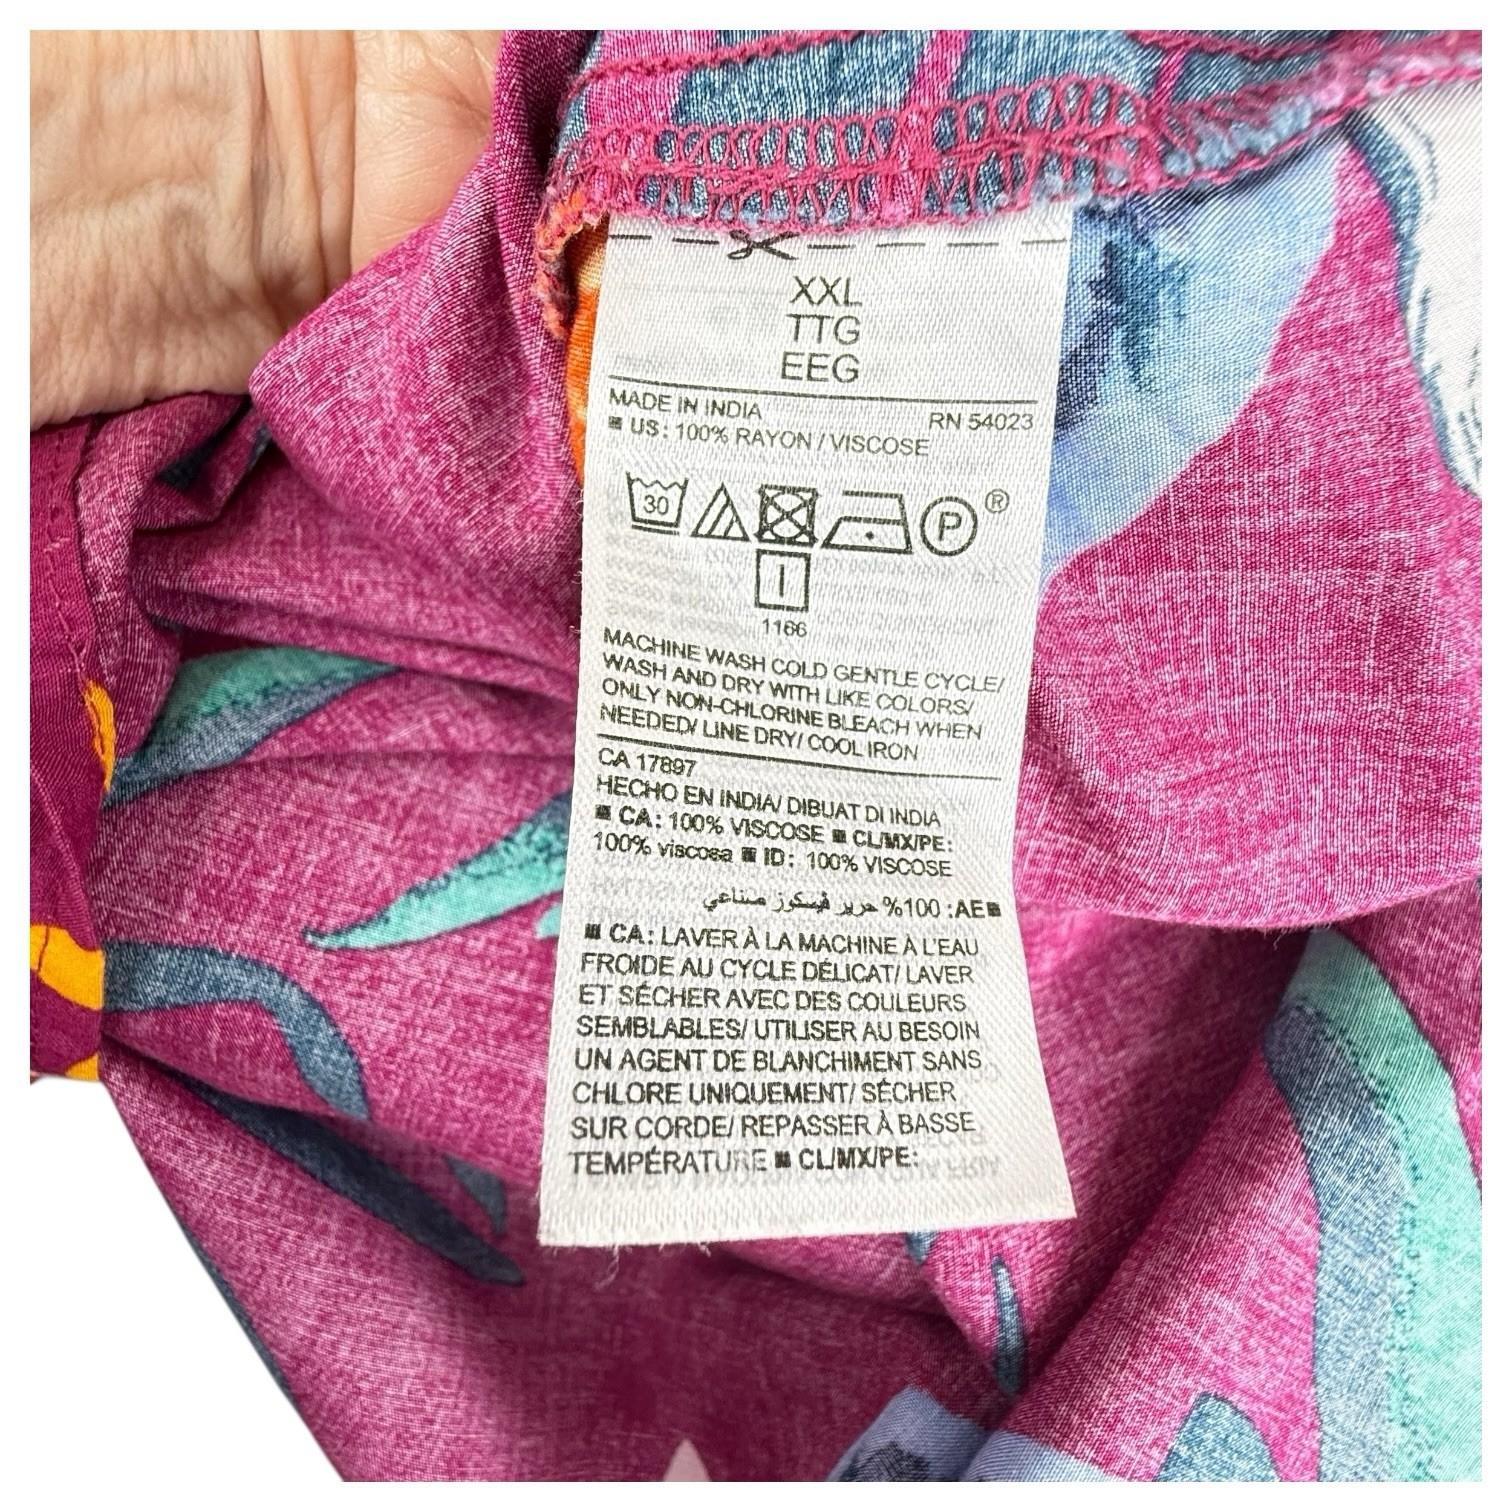 XXL
TTG
EEG
MADE IN INDIA RN 54023
■ US: 100% RAYON / VISCOSE
30 P ®
1166
MACHINE WASH COLD GENTLE CYCLE/
WASH AND DRY WITH LIKE COLORS/
ONLY NON-CHLORINE BLEACH WHEN
NEEDED/ LINE DRY/ COOL IRON
CA 17897
HECHO EN INDIA/ DIBUAT DI INDIA
■ CA: 100% VISCOSE ■ CL/MX/PE:
100% viscosa ■ ID: 100% VISCOSE
■AE: 100% حرير فيسكوز صناعي
■ CA: LAVER À LA MACHINE À L'EAU
FROIDE AU CYCLE DÉLICAT/ LAVER
ET SÉCHER AVEC DES COULEURS
SEMBLABLES/ UTILISER AU BESOIN
UN AGENT DE BLANCHIMENT SANS
CHLORE UNIQUEMENT/ SÉCHER
SUR CORDE/ REPASSER À BASSE
TEMPÉRATURE ■ CL/MX/PE: